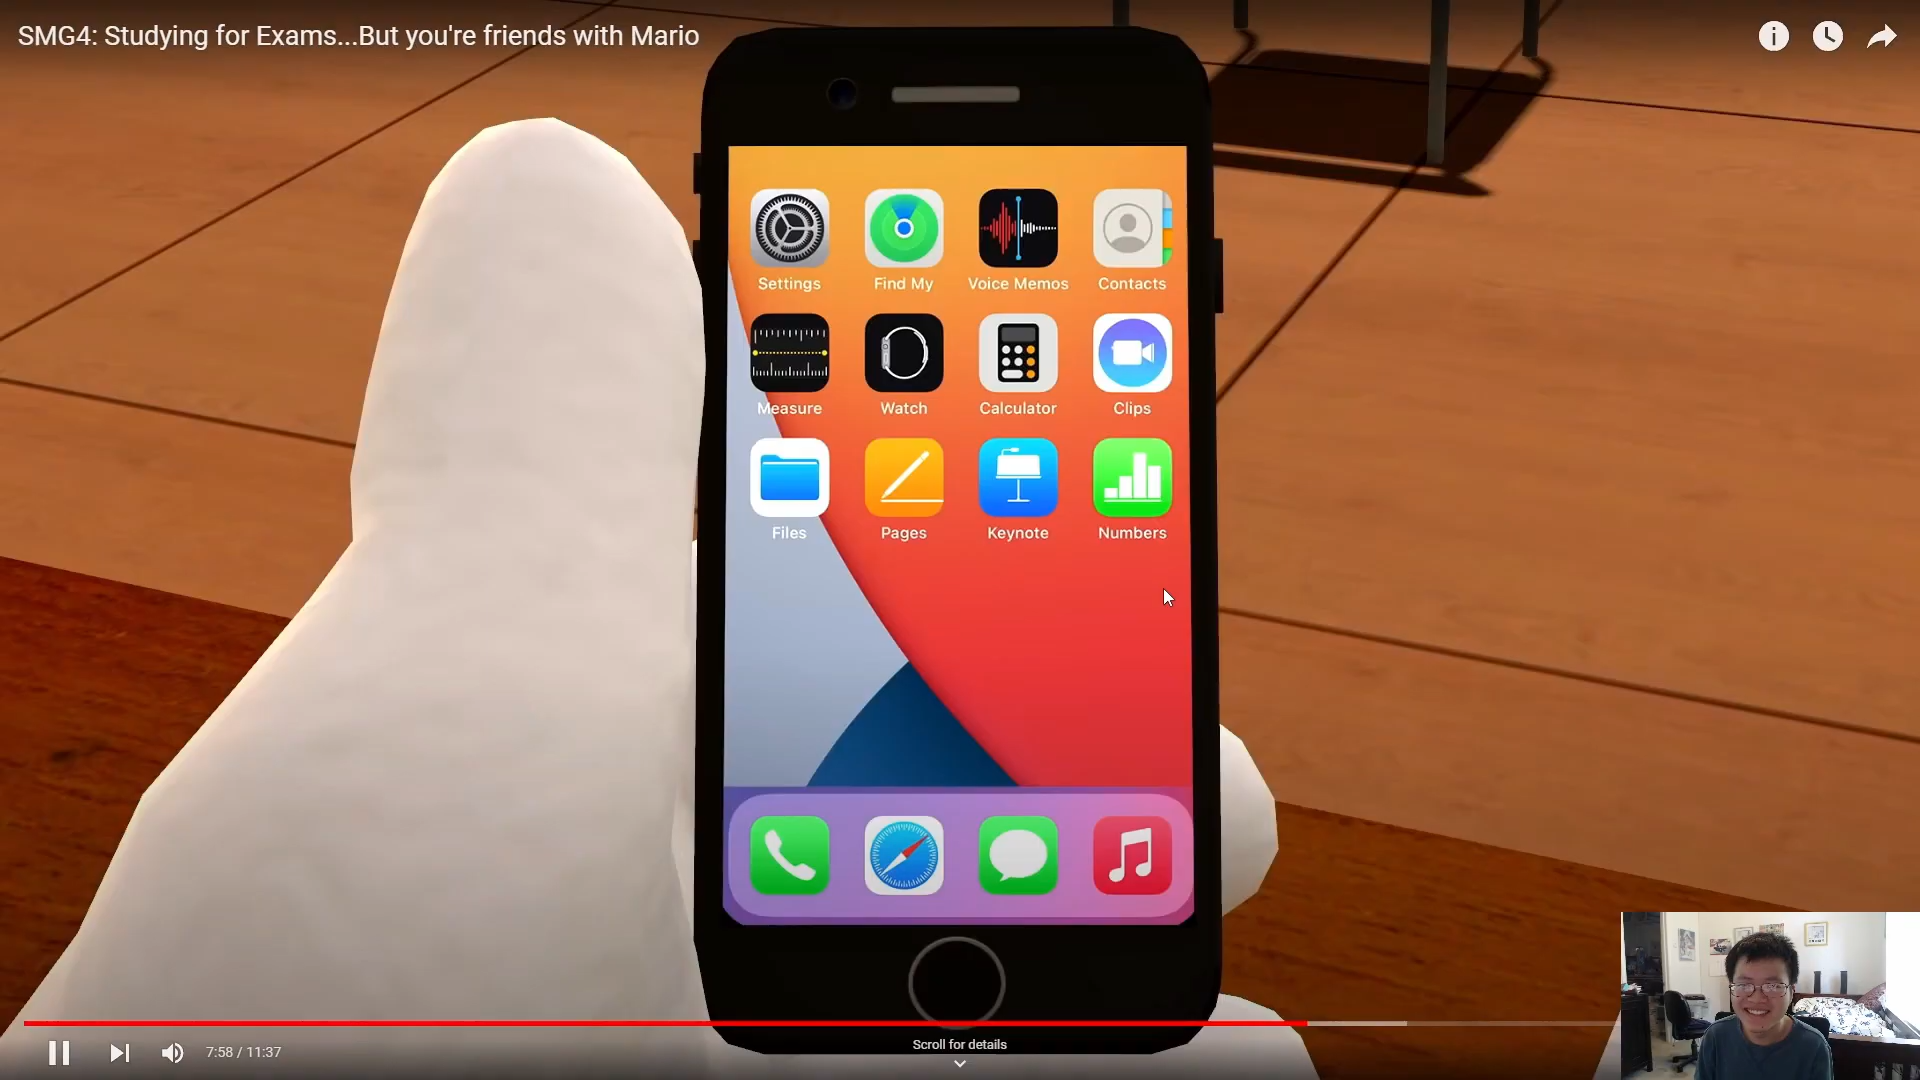 SMG4: Studying for Exams...But you're friends with Mario
Settings
Find My
Voice Memos
Contacts
Measure
Watch
Calculator
Clips
Files
Pages
Keynote
Numbers
Scroll for details
7:58 / 11:37